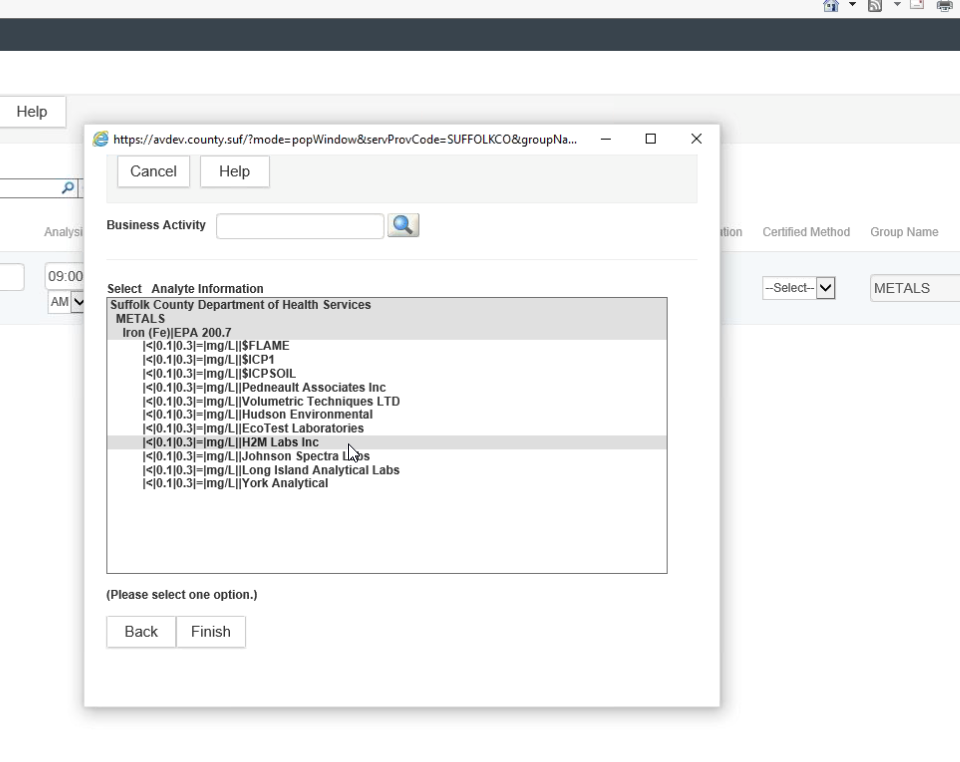 Help
https://avdev.county.suf/?mode=popWindow&servProvCode=SUFFOLKCO&groupNa...
Cancel Help
Business Activity
Analysi
Certified Method Group Name
09:00
AM
--Select--
METALS
Select Analyte Information
Suffolk County Department of Health Services
METALS
Iron (Fe)|EPA 200.7
|<|0.1|0.3|=|mg/L||$FLAME
|<|0.1|0.3|=|mg/L||$ICP1
|<|0.1|0.3|=|mg/L||$ICPSOIL
|<|0.1|0.3|=|mg/L||Pedneault Associates Inc
|<|0.1|0.3|=|mg/L||Volumetric Techniques LTD
|<|0.1|0.3|=|mg/L||Hudson Environmental
|<|0.1|0.3|=|mg/L||EcoTest Laboratories
|<|0.1|0.3|=|mg/L||H2M Labs Inc
|<|0.1|0.3|=|mg/L||Johnson Spectra Labs
|<|0.1|0.3|=|mg/L||Long Island Analytical Labs
|<|0.1|0.3|=|mg/L||York Analytical
(Please select one option.)
Back Finish